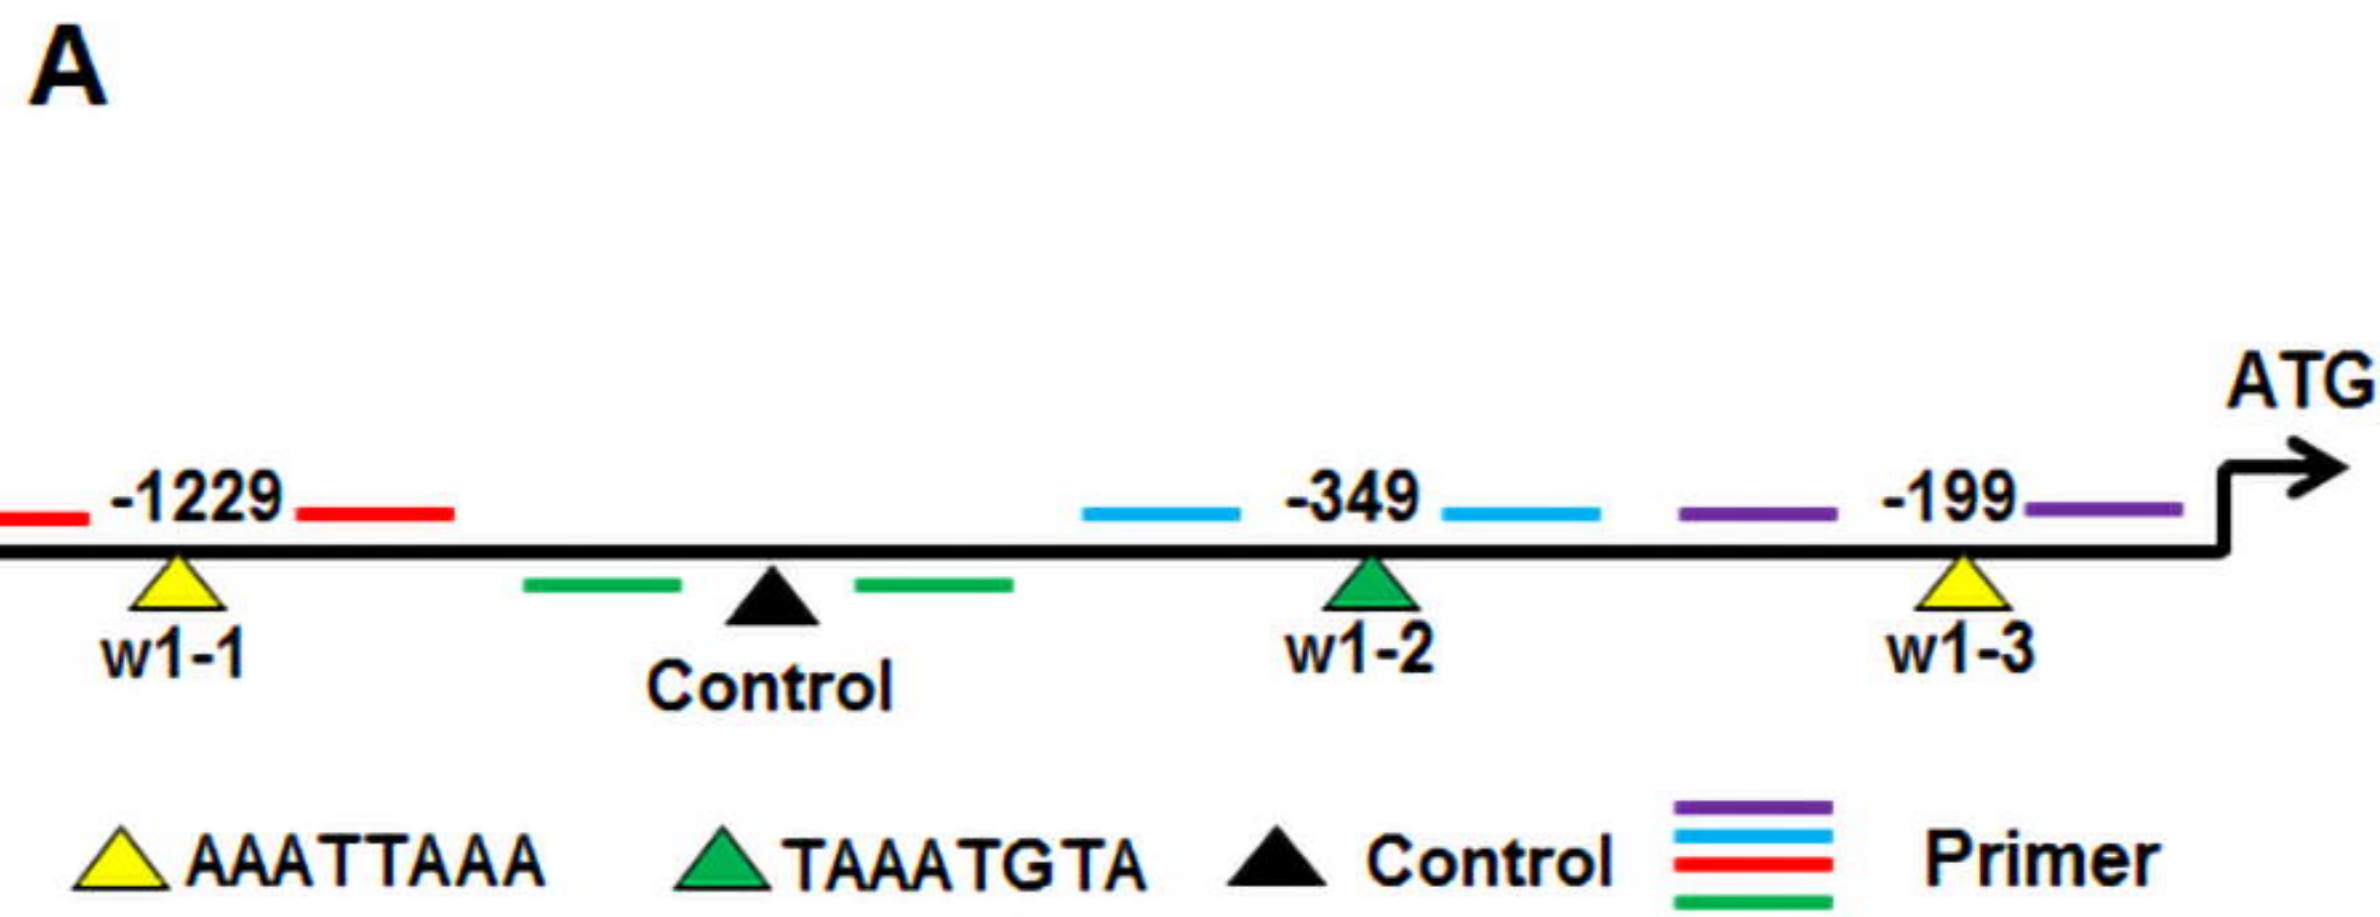 A
ATG
-1229 -349 -199
w1-1 w1-2 w1-3
Control
AAATTAAA TAAATGTA Control Primer